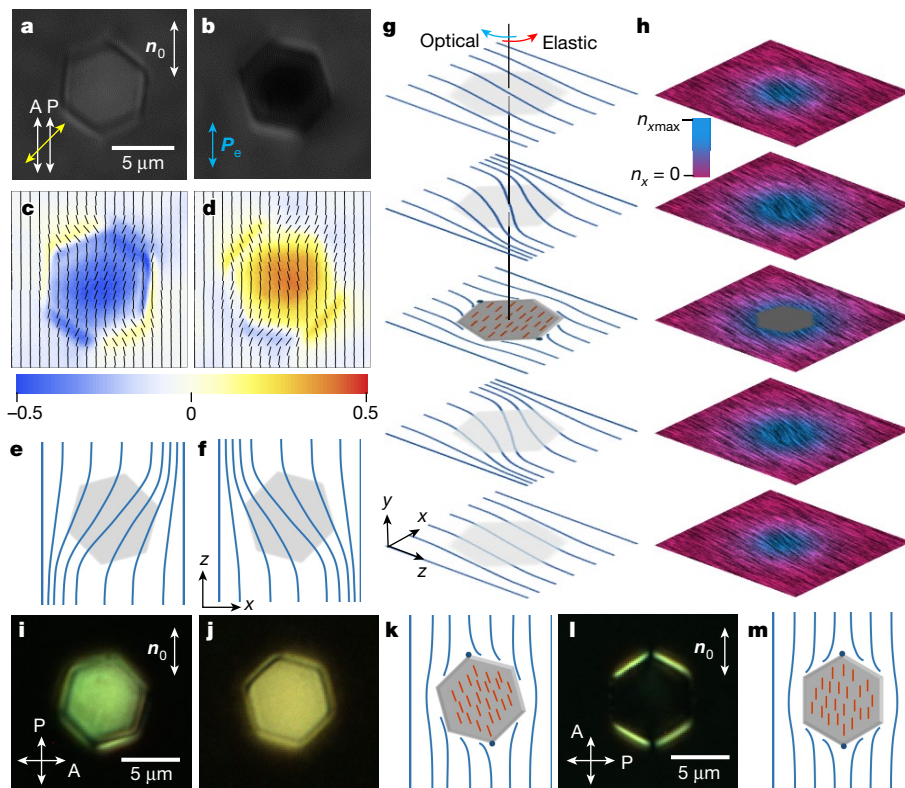 a
n0
A P
5 μm
b
Pe
c
d
−0.5 0 0.5
e
f
z
x
g
Optical
Elastic
y
x
z
h
nxmax
nx = 0
i
n0
P
A
5 μm
j
k
l
n0
A
P
5 μm
m